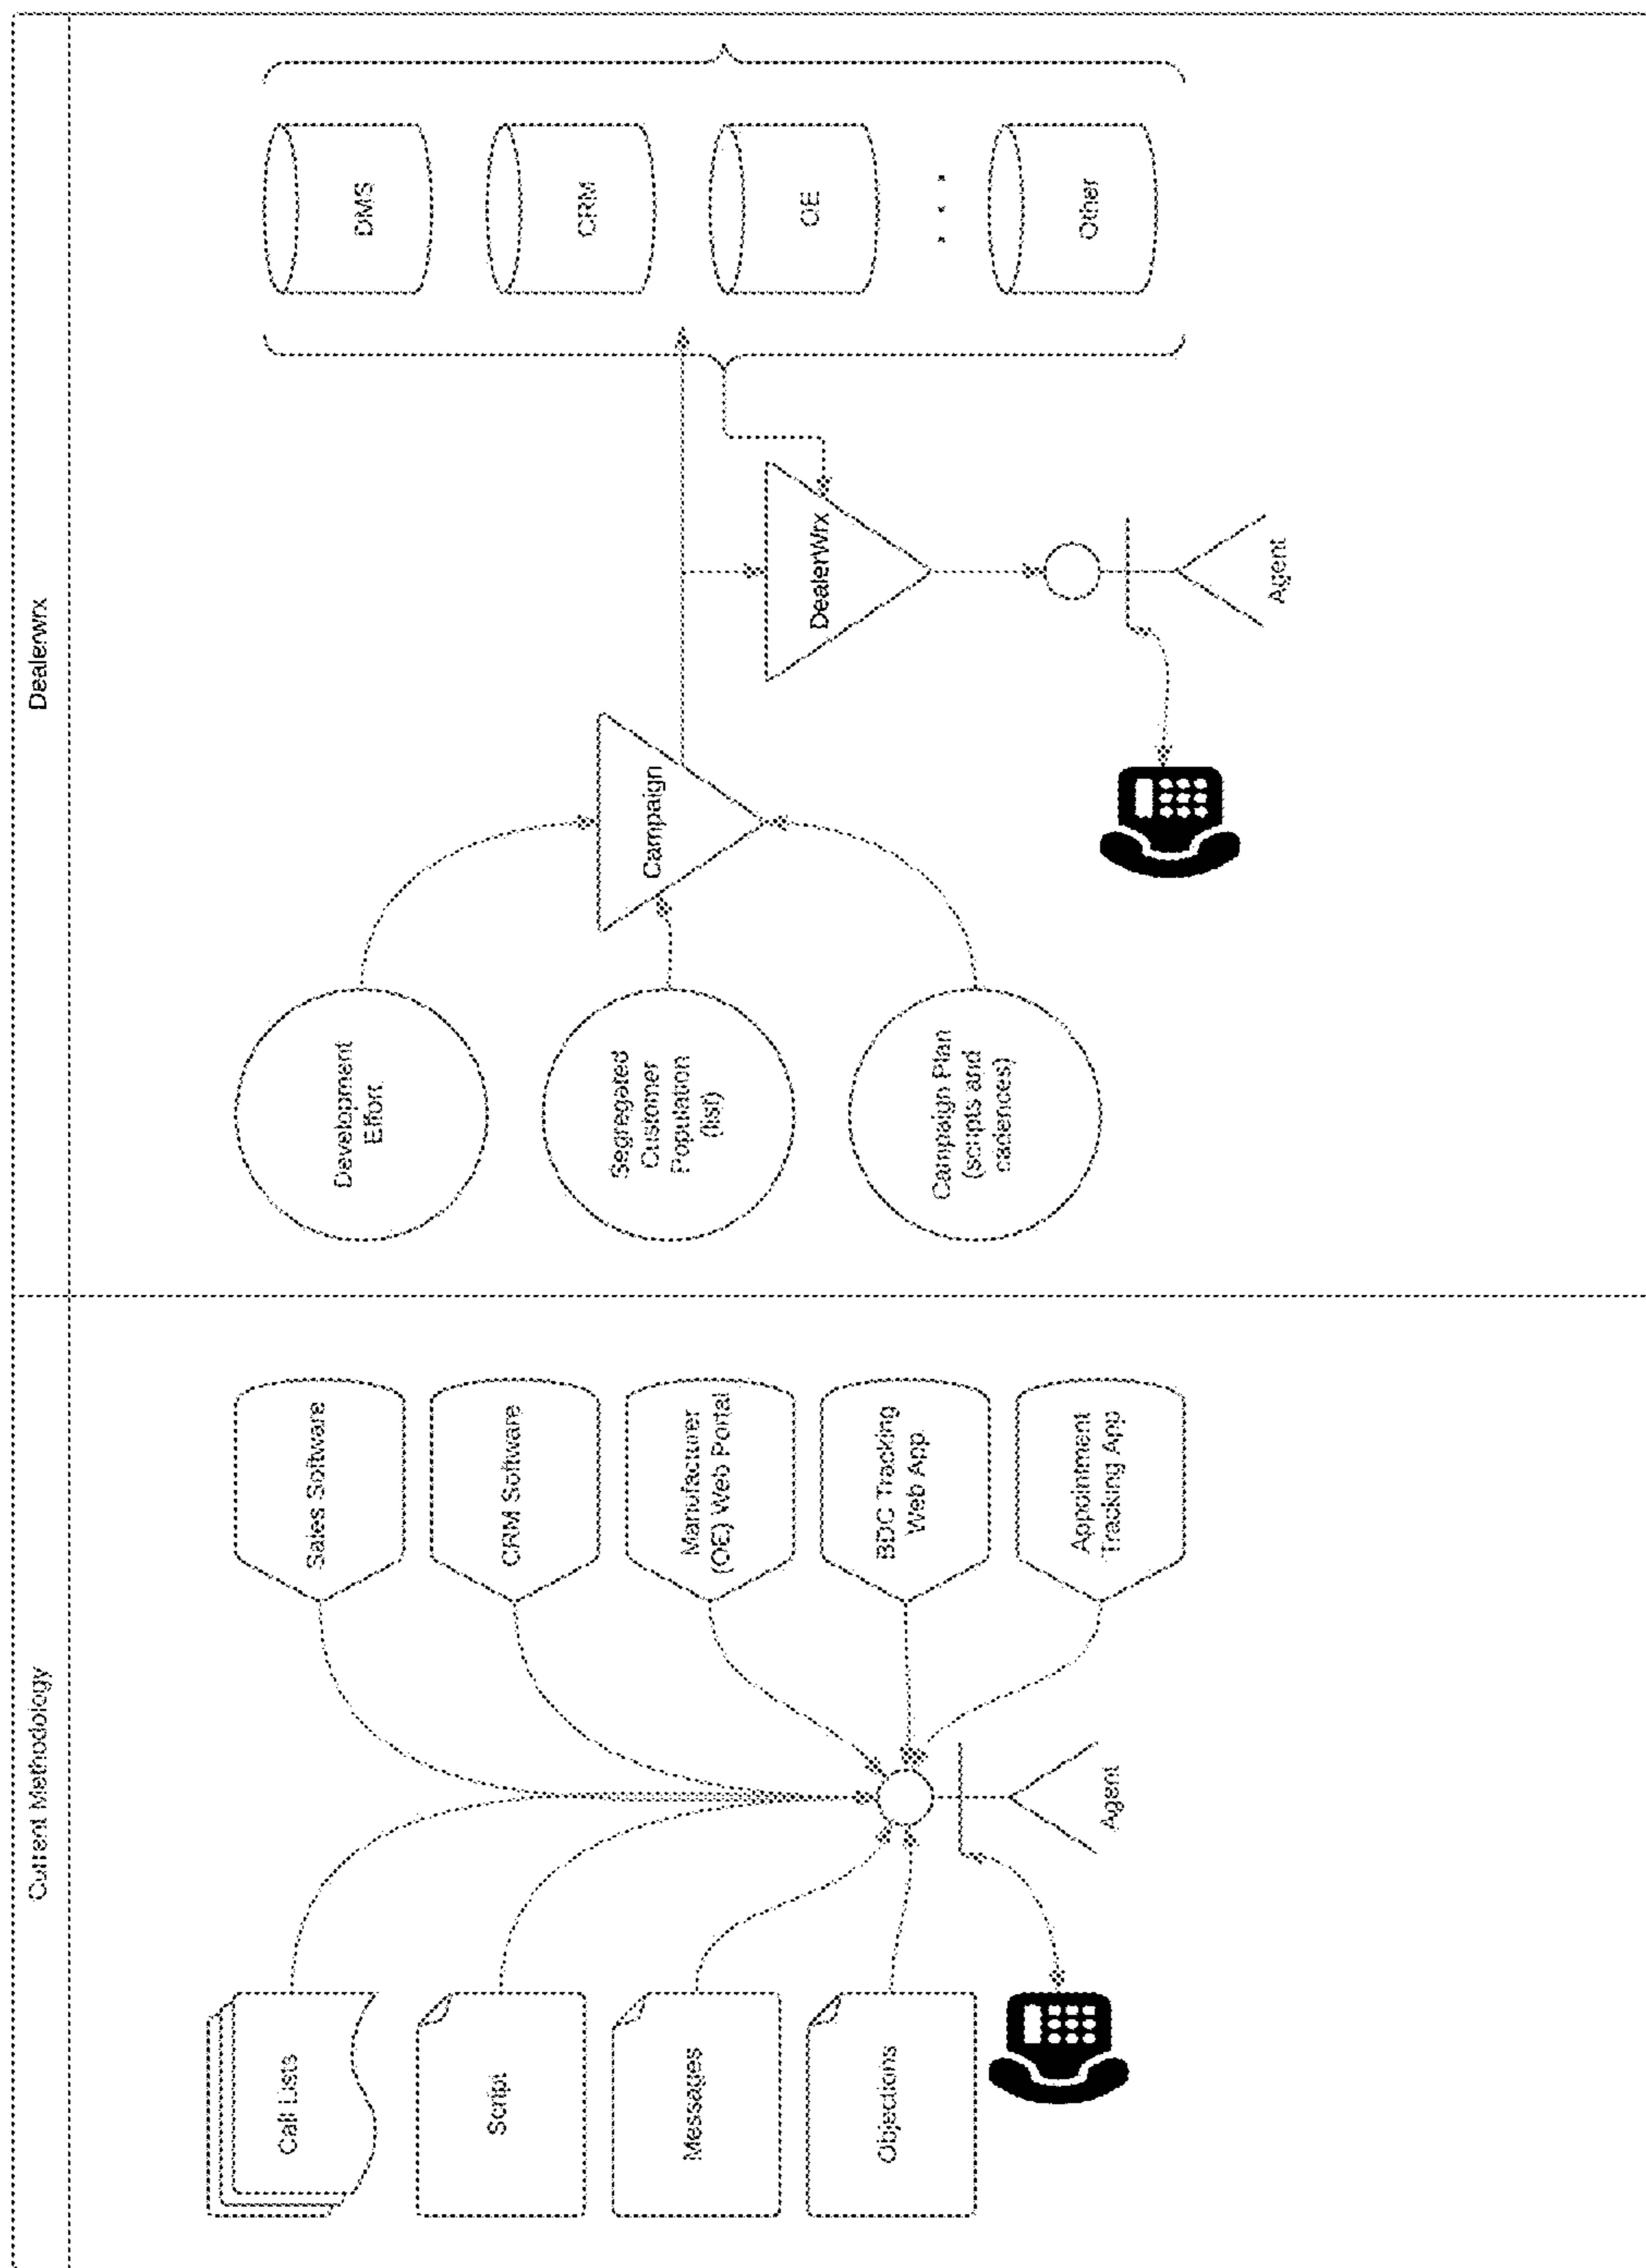 Current Methodology
Call Lists
Script
Messages
Objections
Sales Software
CRM Software
Manufacturer
(OE) Web Portal
BDC Tracking
Web App
Appointment
Tracking App
Agent
Dealerwrx
Development
Effort
Segregated
Customer
Population
(list)
Campaign Plan
(scripts and
cadences)
Campaign
DealerWrx
Agent
DMS
CRM
OE
Other